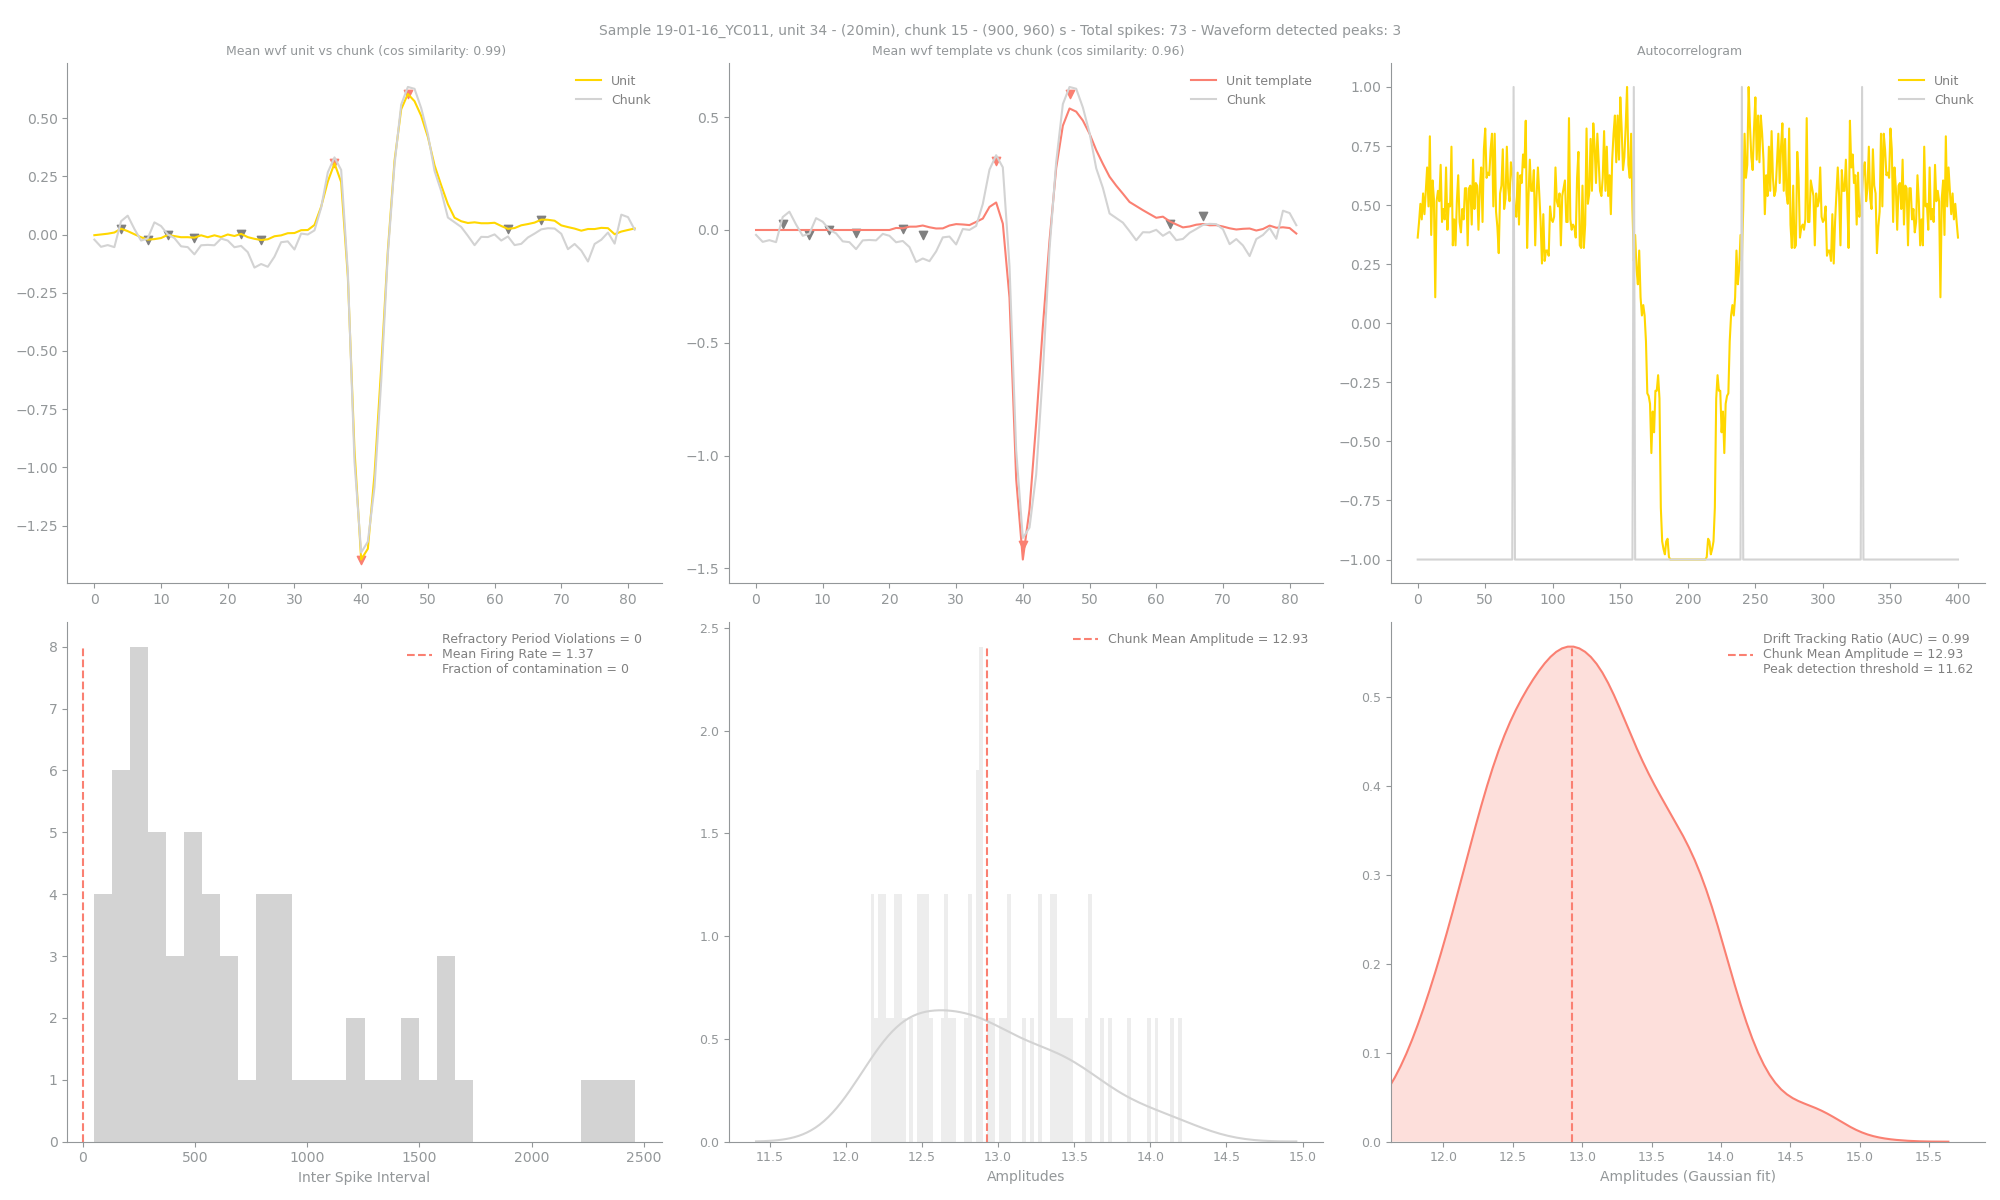 Sample 19-01-16_YC011, unit 34 - (20min), chunk 15 - (900, 960) s - Total spikes: 73 - Waveform detected peaks: 3
Mean wvf unit vs chunk (cos similarity: 0.99)
Unit
Chunk
0.50
0.25
0.00
−0.25
−0.50
−0.75
−1.00
−1.25
0 10 20 30 40 50 60 70 80
Mean wvf template vs chunk (cos similarity: 0.96)
Unit template
Chunk
0.5
0.0
−0.5
−1.0
−1.5
0 10 20 30 40 50 60 70 80
Autocorrelogram
Unit
Chunk
1.00
0.75
0.50
0.25
0.00
−0.25
−0.50
−0.75
−1.00
0 50 100 150 200 250 300 350 400
Refractory Period Violations = 0
Mean Firing Rate = 1.37
Fraction of contamination = 0
8
7
6
5
4
3
2
1
0
0 500 1000 1500 2000 2500
Inter Spike Interval
Chunk Mean Amplitude = 12.93
2.5
2.0
1.5
1.0
0.5
0.0
11.5 12.0 12.5 13.0 13.5 14.0 14.5 15.0
Amplitudes
Drift Tracking Ratio (AUC) = 0.99
Chunk Mean Amplitude = 12.93
Peak detection threshold = 11.62
0.5
0.4
0.3
0.2
0.1
0.0
12.0 12.5 13.0 13.5 14.0 14.5 15.0 15.5
Amplitudes (Gaussian fit)